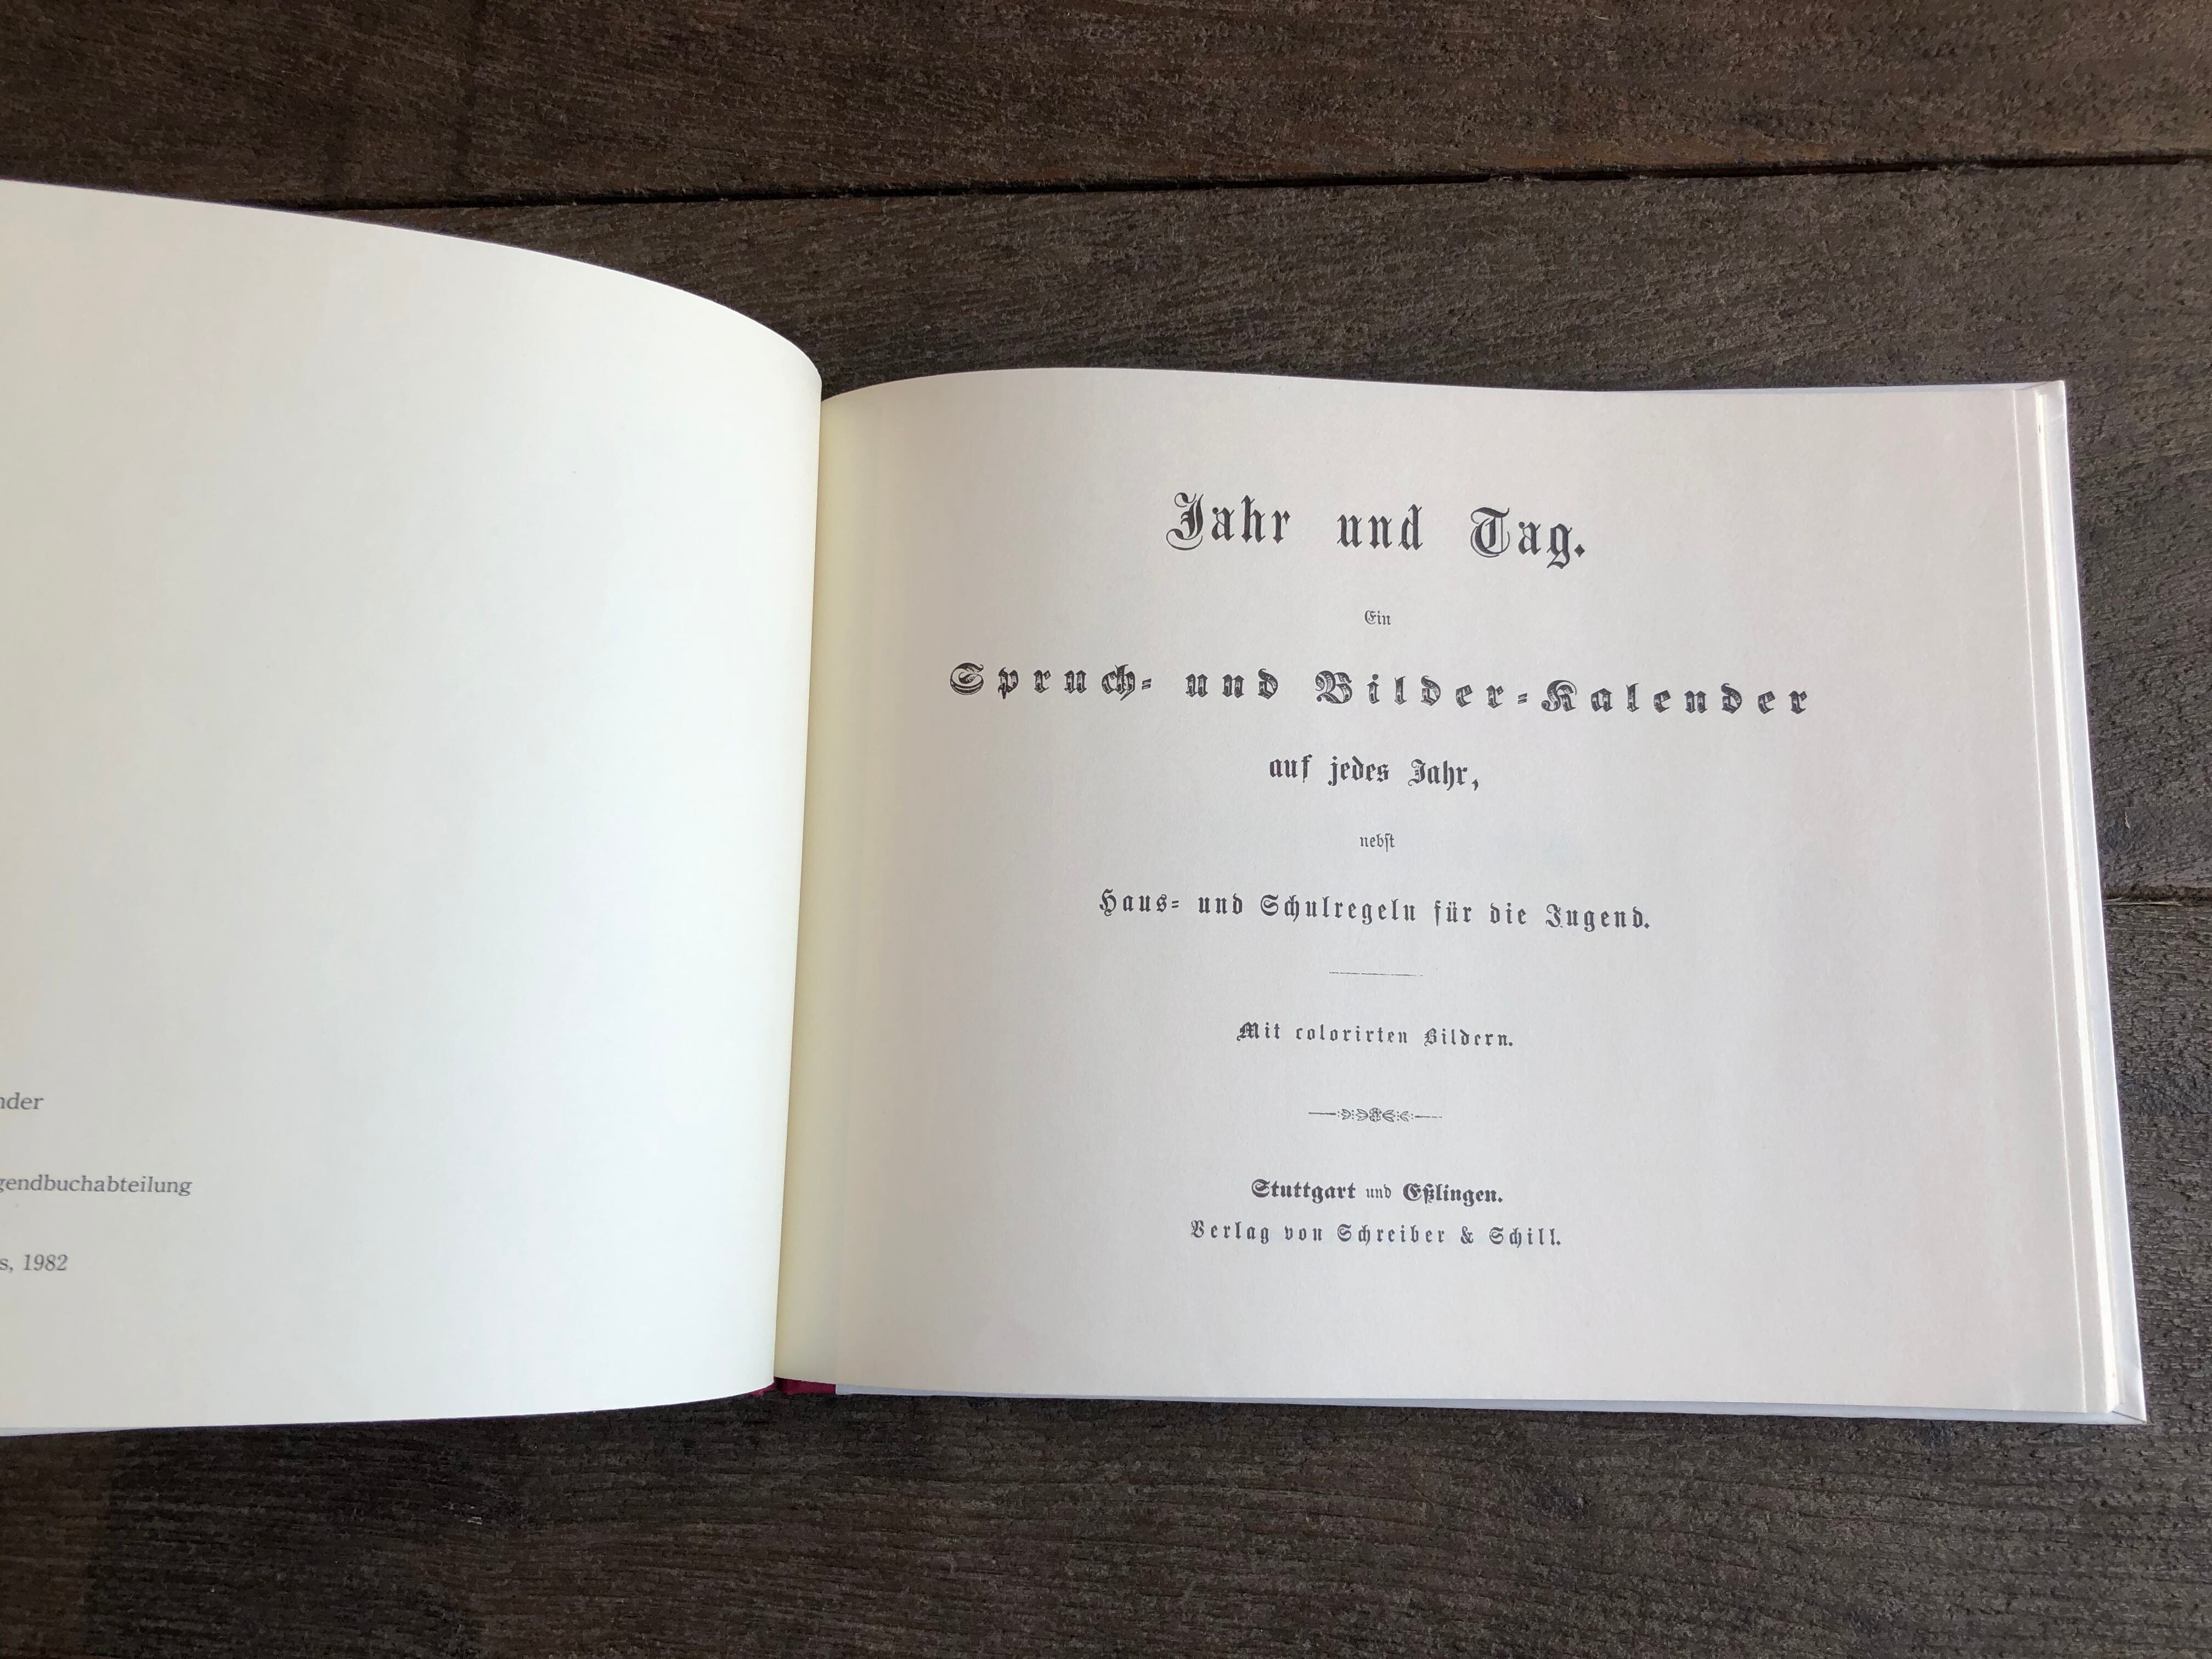 nder
gendbuchabteilung
s, 1982
Jahr und Tag.
Ein
Spruch- und Bilder-Kalender
auf jedes Jahr,
nebſt
Haus- und Schulregeln für die Jugend.
Mit colorirten Bildern.
Stuttgart und Eßlingen.
Verlag von Schreiber & Schill.